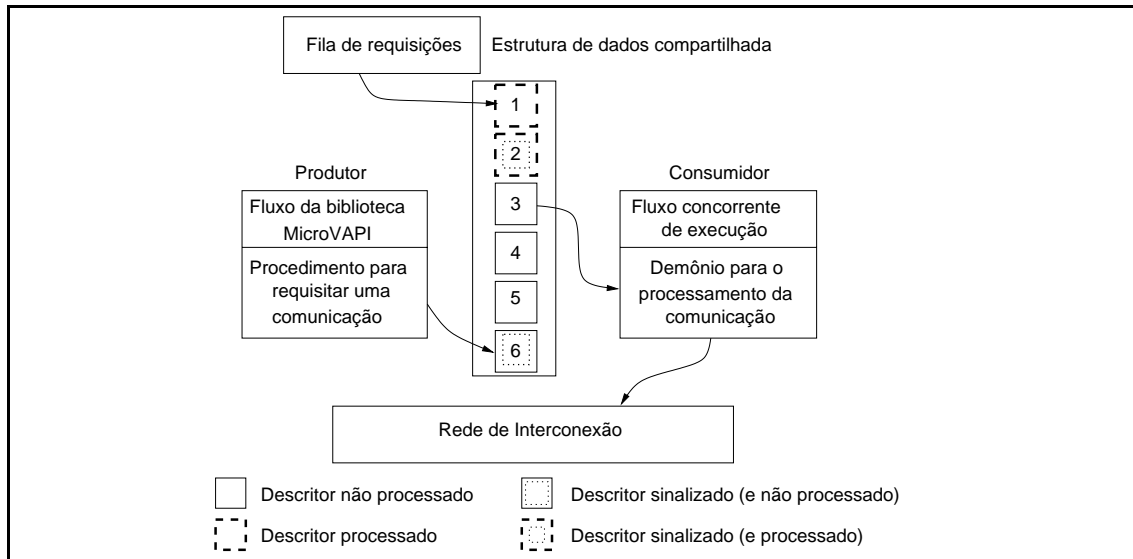 Fila de requisições
Estrutura de dados compartilhada
1
2
3
4
5
6
Produtor
Fluxo da biblioteca
MicroVAPI
Procedimento para
requisitar uma
comunicação
Consumidor
Fluxo concorrente
de execução
Demônio para o
processamento da
comunicação
Rede de Interconexão
Descritor não processado
Descritor sinalizado (e não processado)
Descritor processado
Descritor sinalizado (e processado)